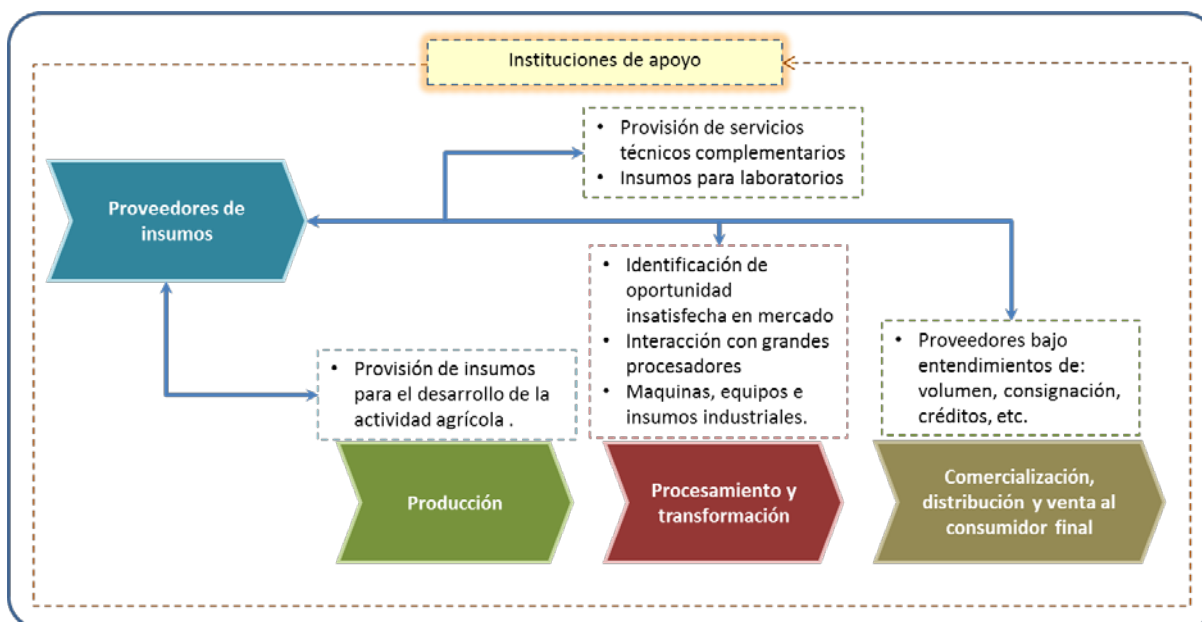 Instituciones de apoyo
• Provisión de servicios
técnicos complementarios
• Insumos para laboratorios
Proveedores de
insumos
• Identificación de
oportunidad
insatisfecha en mercado
• Interacción con grandes
procesadores
• Maquinas, equipos e
insumos industriales.
• Proveedores bajo
entendimientos de:
volumen, consignación,
créditos, etc.
• Provisión de insumos
para el desarrollo de la
actividad agrícola .
Producción
Procesamiento y
transformación
Comercialización,
distribución y venta al
consumidor final